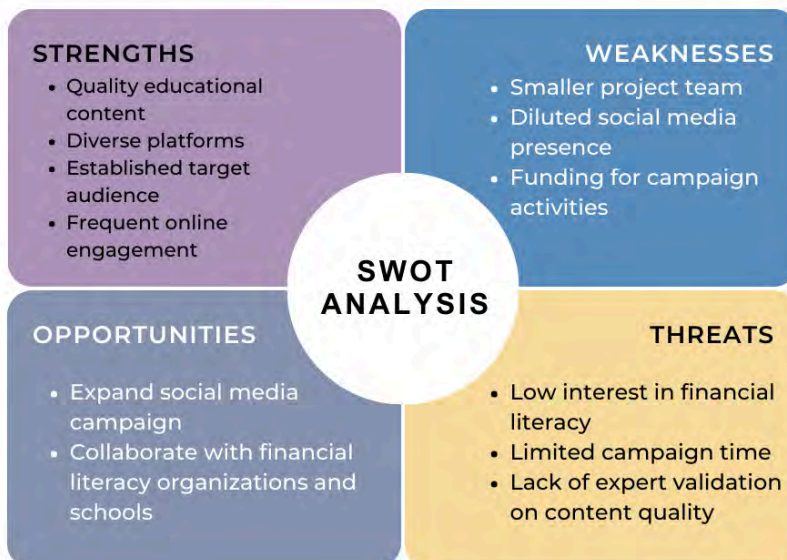 STRENGTHS
• Quality educational
content
• Diverse platforms
• Established target
audience
• Frequent online
engagement
WEAKNESSES
• Smaller project team
• Diluted social media
presence
• Funding for campaign
activities
SWOT
ANALYSIS
OPPORTUNITIES
• Expand social media
campaign
• Collaborate with financial
literacy organizations and
schools
THREATS
• Low interest in financial
literacy
• Limited campaign time
• Lack of expert validation
on content quality